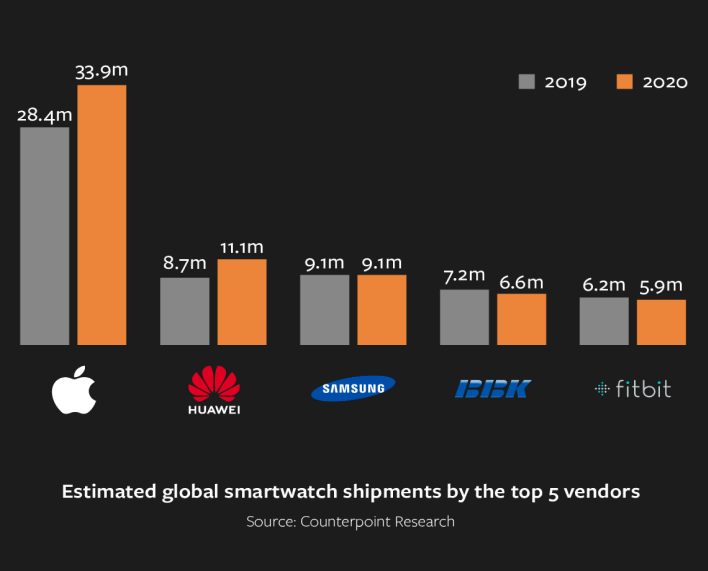 33.9m
2019
2020
28.4m
11.1m
8.7m
9.1m
9.1m
7.2m
6.6m
6.2m
5.9m
HUAWEI
SAMSUNG
BBK
fitbit
Estimated global smartwatch shipments by the top 5 vendors
Source: Counterpoint Research